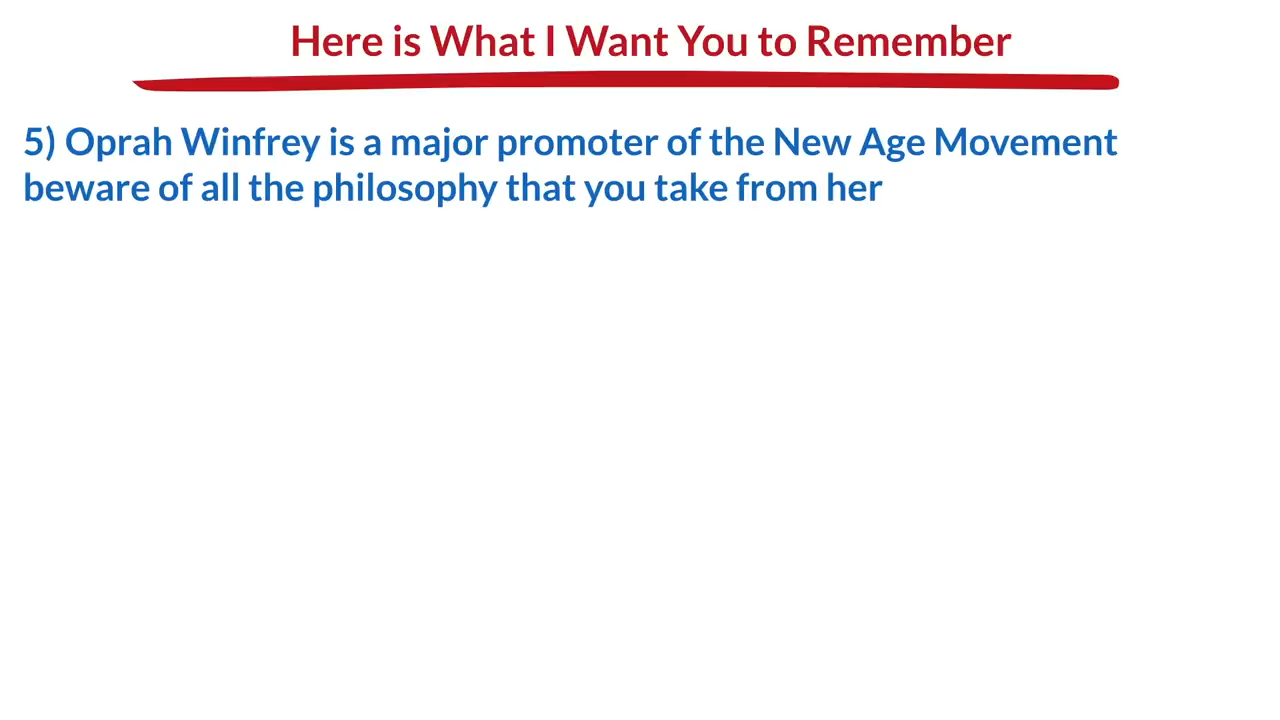 Here is What I Want You to Remember
5) Oprah Winfrey is a major promoter of the New Age Movement
beware of all the philosophy that you take from her